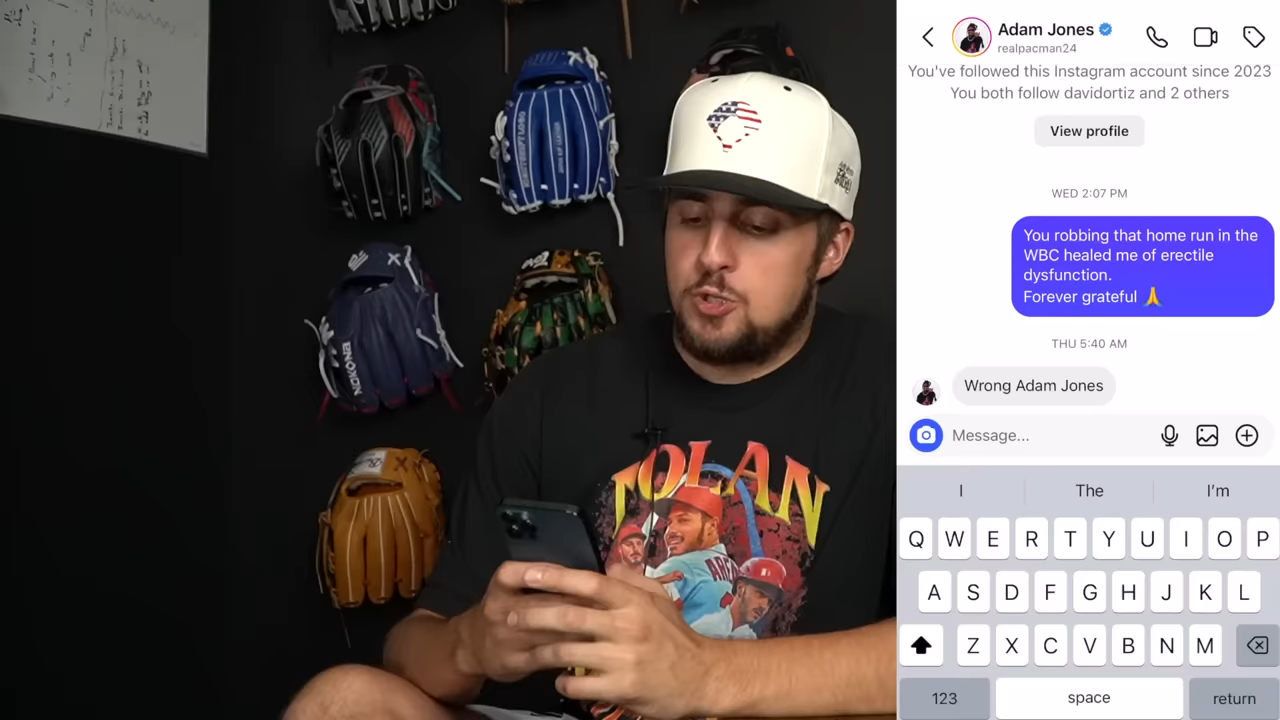 Adam Jones
realpacman24
You've followed this Instagram account since 2023
You both follow davidortiz and 2 others
View profile
WED 2:07 PM
You robbing that home run in the
WBC healed me of erectile
dysfunction.
Forever grateful 🙏
THU 5:40 AM
Wrong Adam Jones
Message...
I The I'm
Q W E R T Y U I O P
A S D F G H J K L
Z X C V B N M
123 space return
NOKONA
NOLAN